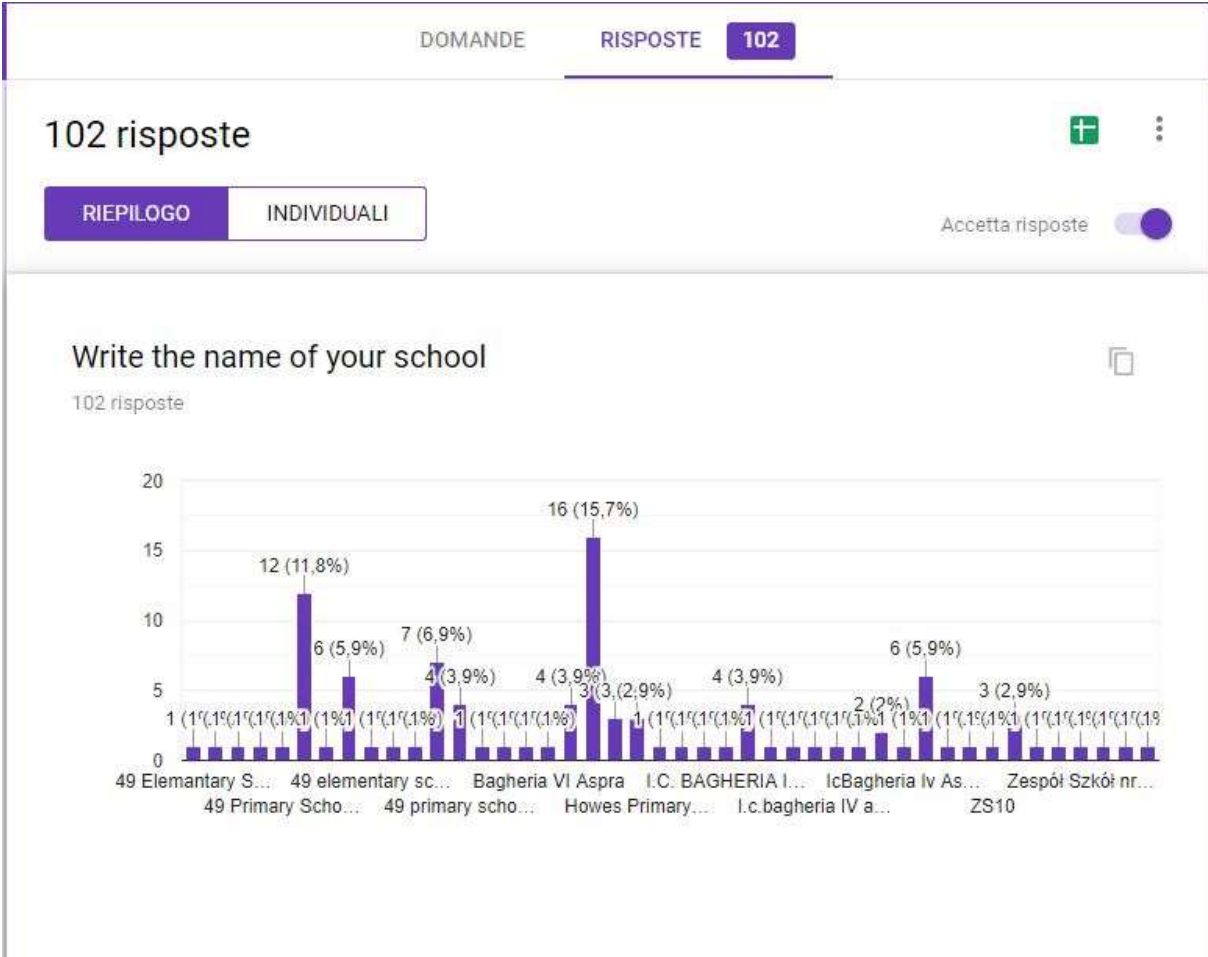 DOMANDE RISPOSTE 102
102 risposte
RIEPILOGO INDIVIDUALI
Accetta risposte
Write the name of your school
102 risposte
20
16 (15,7%)
15
12 (11,8%)
10
7 (6,9%)
6 (5,9%) 6 (5,9%)
4 (3,9%) 4 (3,9%) 4 (3,9%)
5 3 (2,9%) 3 (2,9%)
2 (2%)
0
49 Elemantary S... 49 elementary sc... Bagheria VI Aspra I.C. BAGHERIA I... IcBagheria Iv As... Zespół Szkół nr...
49 Primary Scho... 49 primary scho... Howes Primary... I.c.bagheria IV a... ZS10